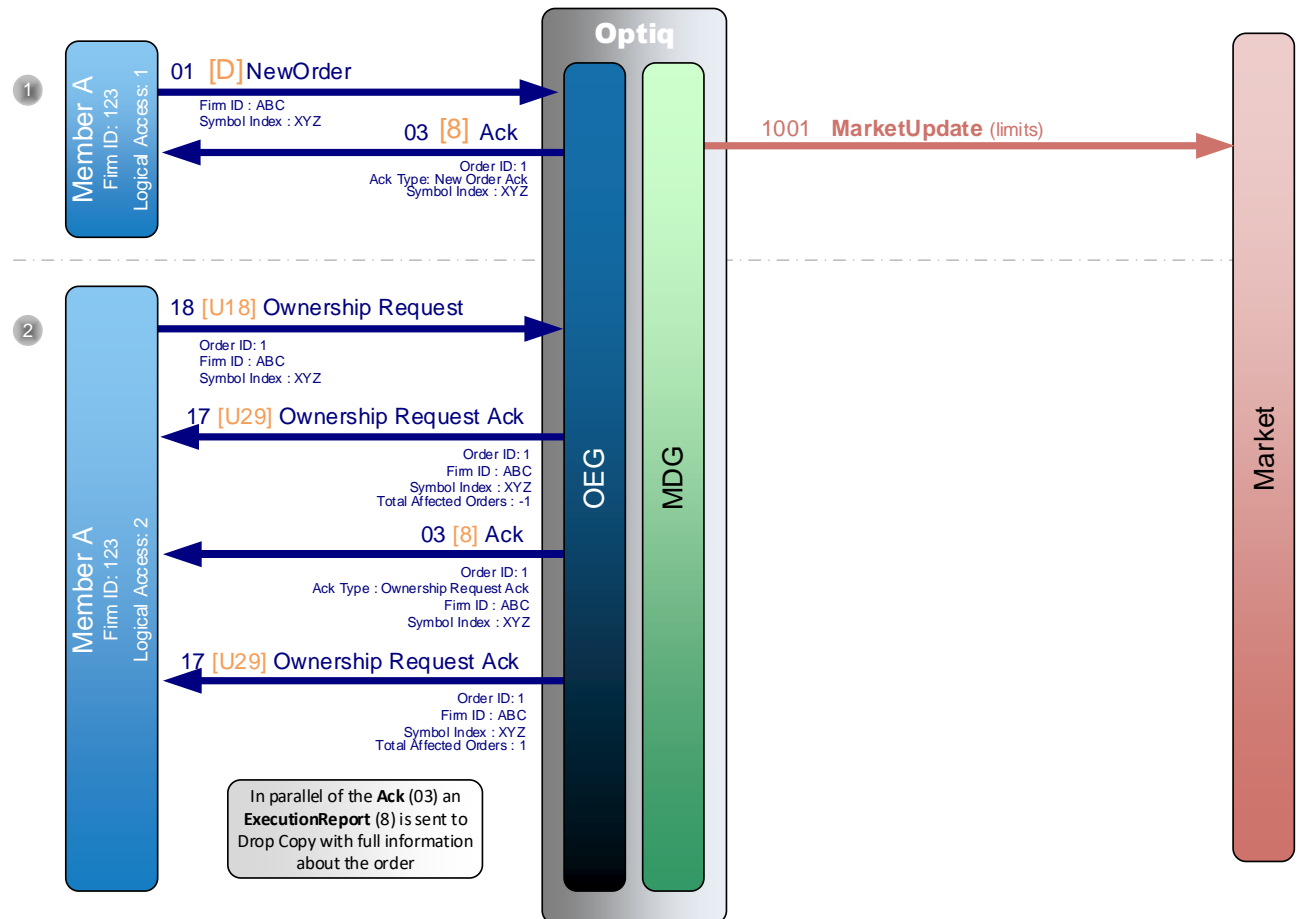 Optiq
1
Member A
Firm ID: 123
Logical Access: 1
01 [D] NewOrder
Firm ID : ABC
Symbol Index : XYZ
03 [8] Ack
Order ID: 1
Ack Type: New Order Ack
Symbol Index : XYZ
1001 MarketUpdate (limits)
2
Member A
Firm ID: 123
Logical Access: 2
18 [U18] Ownership Request
Order ID: 1
Firm ID : ABC
Symbol Index : XYZ
17 [U29] Ownership Request Ack
Order ID: 1
Firm ID : ABC
Symbol Index : XYZ
Total Affected Orders : -1
03 [8] Ack
Order ID: 1
Ack Type : Ownership Request Ack
Firm ID : ABC
Symbol Index : XYZ
17 [U29] Ownership Request Ack
Order ID: 1
Firm ID : ABC
Symbol Index : XYZ
Total Affected Orders : 1
OEG
MDG
Market
In parallel of the Ack (03) an
ExecutionReport (8) is sent to
Drop Copy with full information
about the order